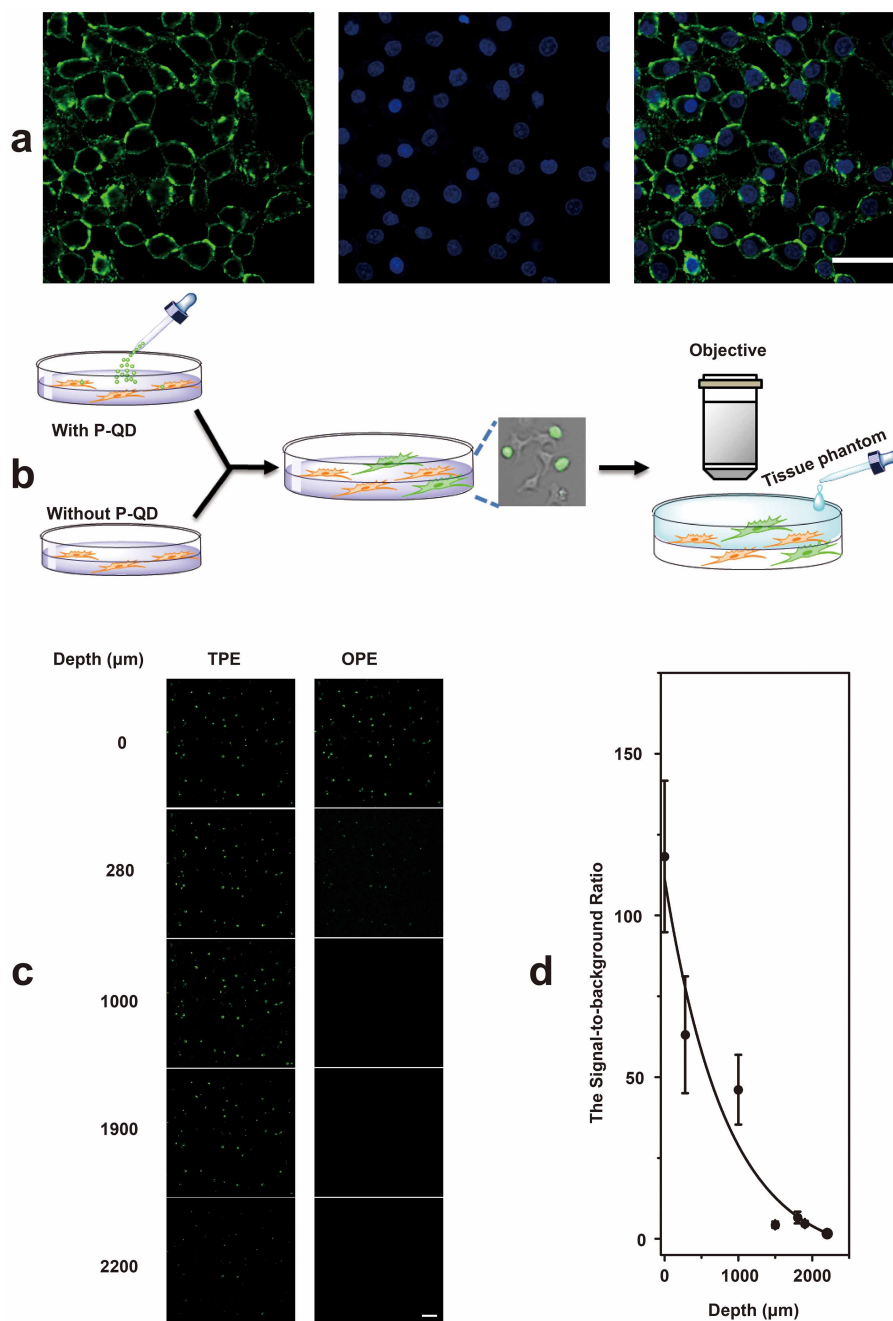 a
Objective
With P-QD
Tissue phantom
b
Without P-QD
Depth (μm) TPE OPE
0
280
1000
1900
2200
c
d
The Signal-to-background Ratio
150
100
50
0
0 1000 2000
Depth (μm)